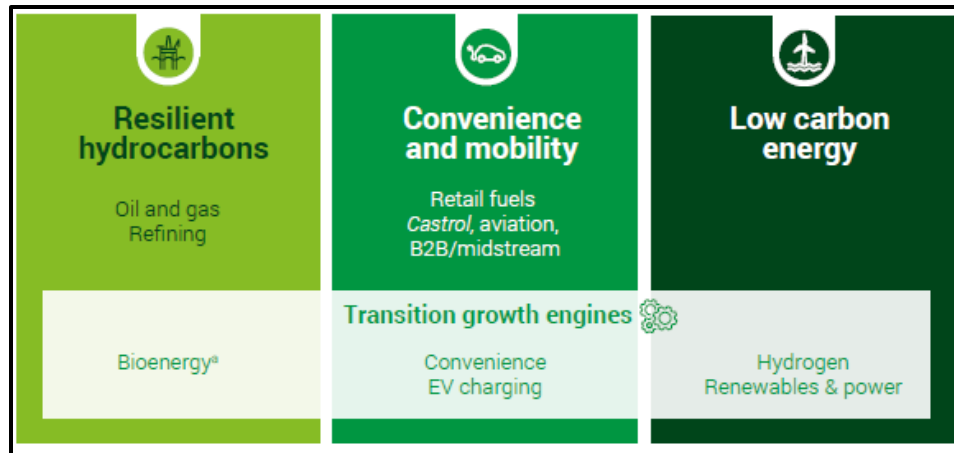 Resilient
hydrocarbons
Oil and gas
Refining
Convenience
and mobility
Retail fuels
Castrol, aviation,
B2B/midstream
Low carbon
energy
Transition growth engines
Bioenergyᵃ
Convenience
EV charging
Hydrogen
Renewables & power